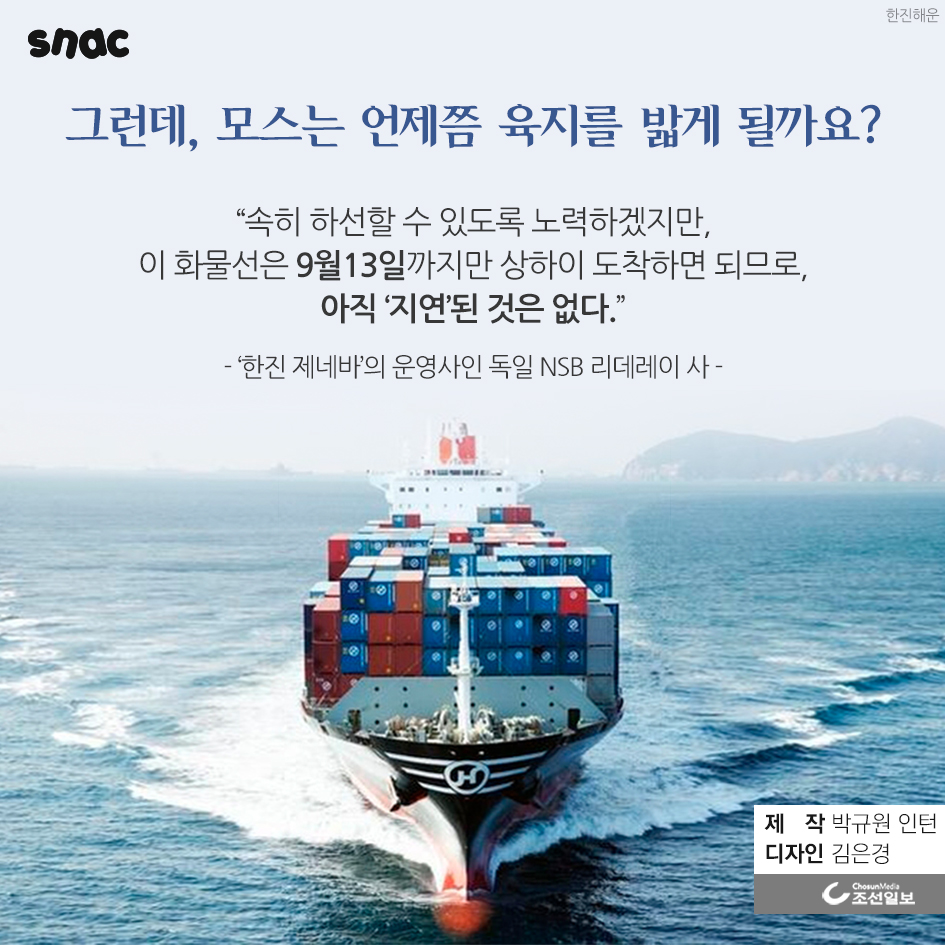 한진해운
snac
그런데, 모스는 언제쯤 육지를 밟게 될까요?
“속히 하선할 수 있도록 노력하겠지만,
이 화물선은 9월13일까지만 상하이 도착하면 되므로,
아직 ‘지연’된 것은 없다.”
- ‘한진 제네바’의 운영사인 독일 NSB 리데레이 사 -
제 작 박규원 인턴
디자인 김은경
ChosunMedia
조선일보